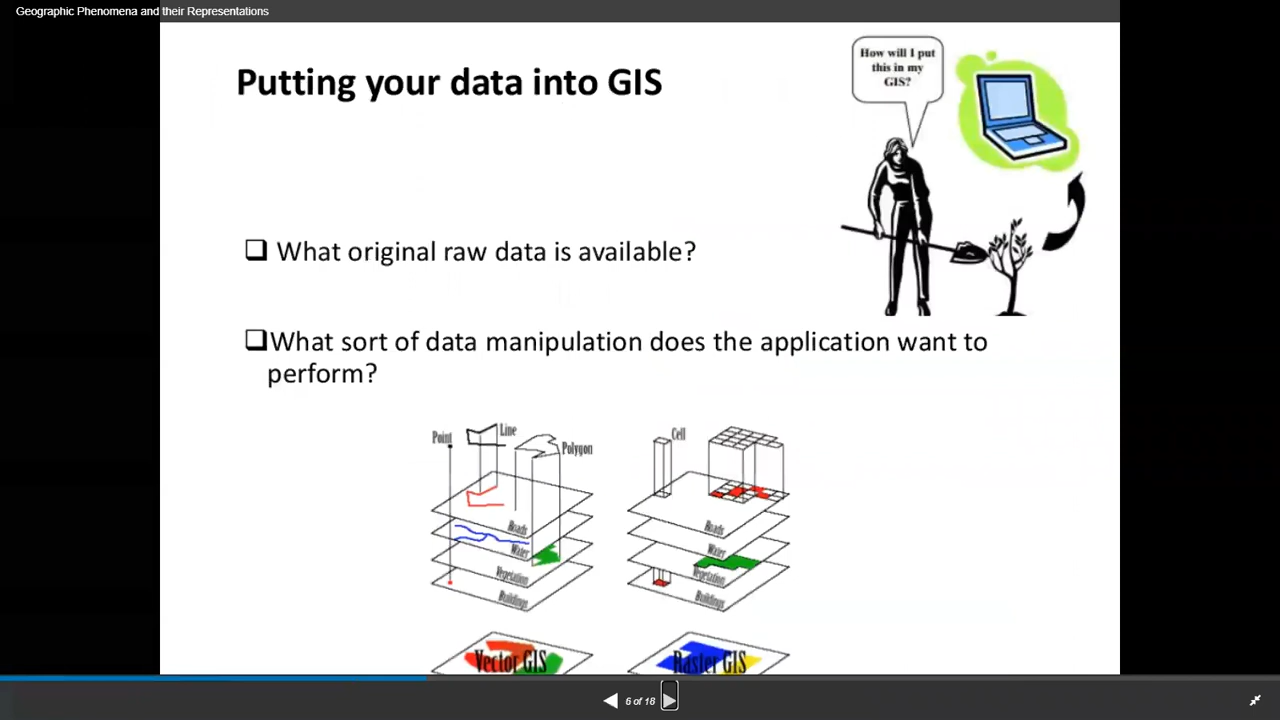 Geographic Phenomena and their Representations
Putting your data into GIS
How will I put
this in my
GIS?
❑ What original raw data is available?
❑What sort of data manipulation does the application want to
perform?
Point
Line
Polygon
Roads
Water
Vegetation
Buildings
Vector GIS
Cell
Roads
Water
Vegetation
Buildings
Raster GIS
6 of 18